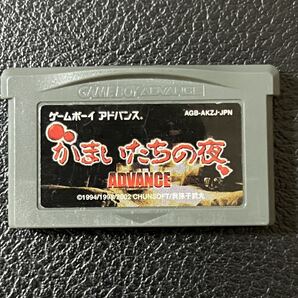 GAME BOY ADVANCE
ゲームボーイ アドバンス
AGB-AKZJ-JPN
かまいたちの夜
ADVANCE
©1994/1998/2002 CHUNSOFT/我孫子武丸